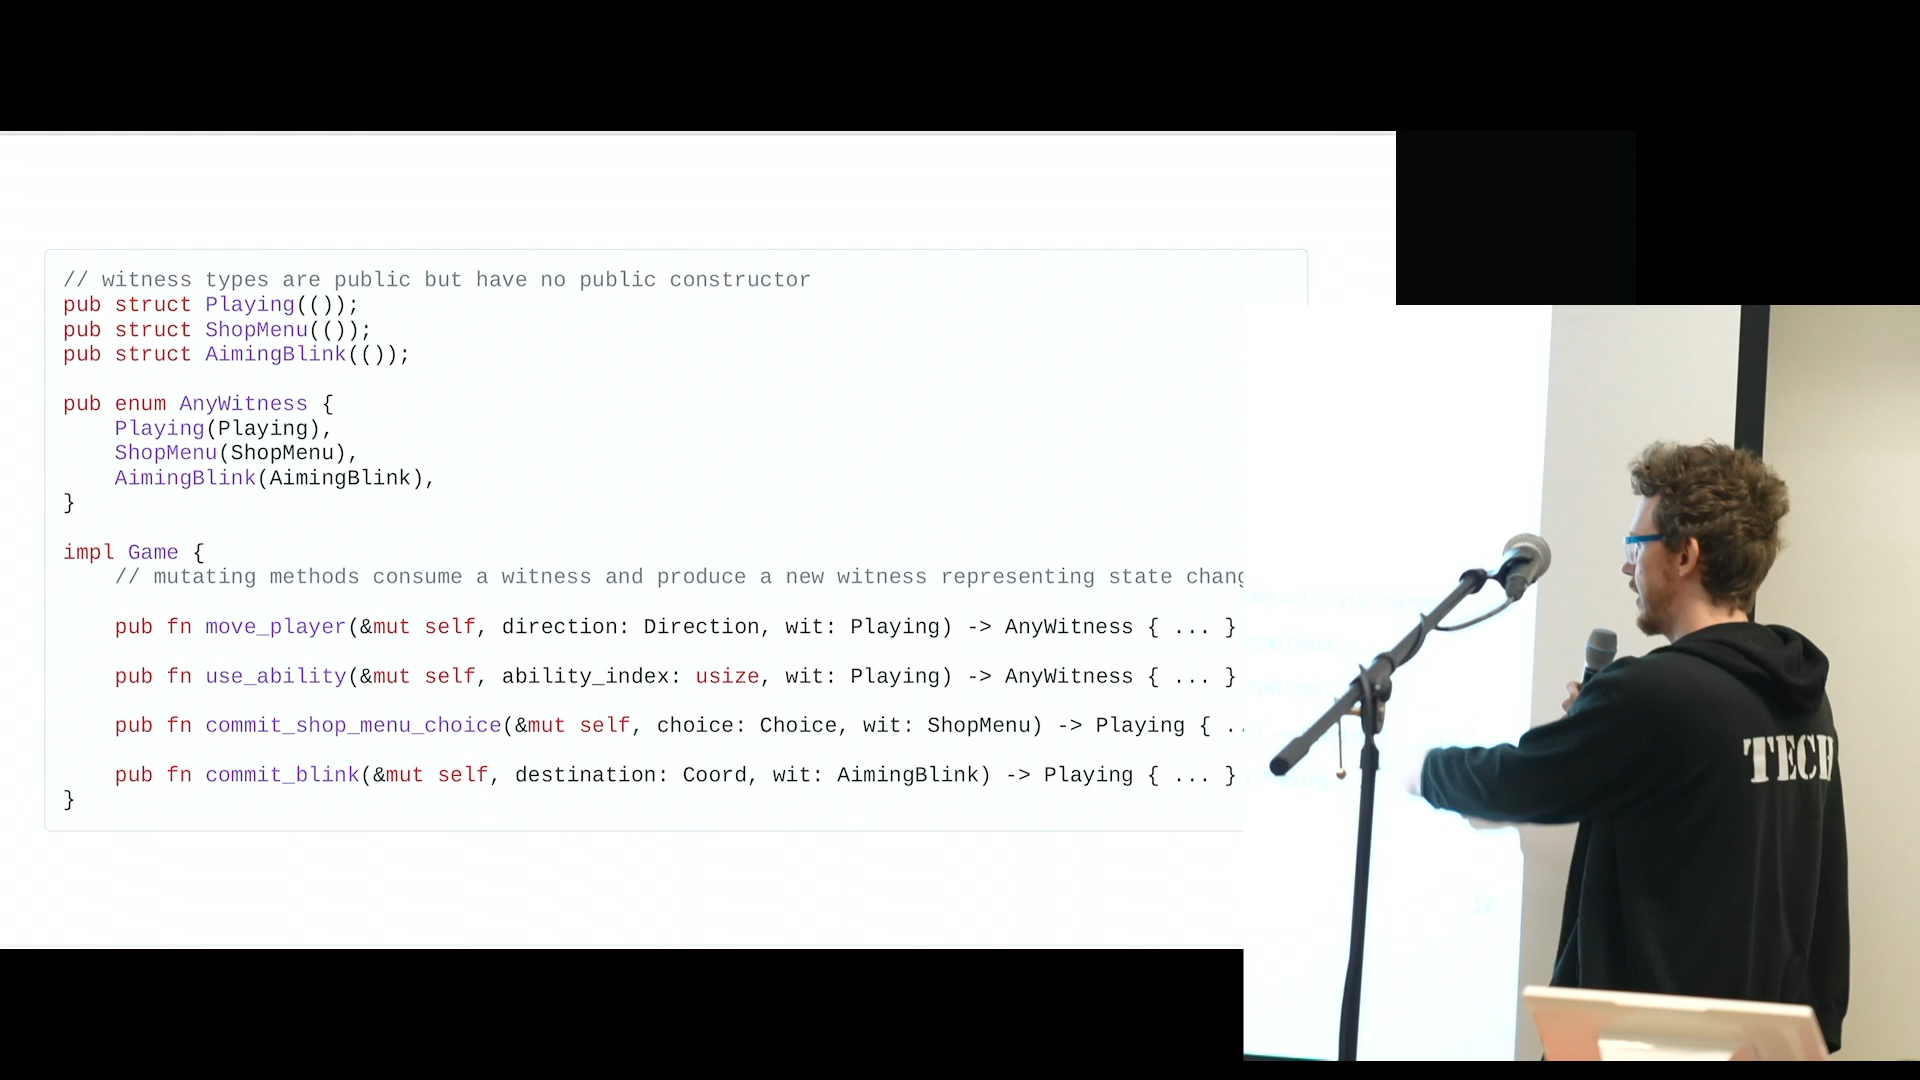 // witness types are public but have no public constructor
pub struct Playing(());
pub struct ShopMenu(());
pub struct AimingBlink(());
pub enum AnyWitness {
    Playing(Playing),
    ShopMenu(ShopMenu),
    AimingBlink(AimingBlink),
}
impl Game {
    // mutating methods consume a witness and produce a new witness representing state chang
    pub fn move_player(&mut self, direction: Direction, wit: Playing) -> AnyWitness { ... }
    pub fn use_ability(&mut self, ability_index: usize, wit: Playing) -> AnyWitness { ... }
    pub fn commit_shop_menu_choice(&mut self, choice: Choice, wit: ShopMenu) -> Playing { ..
    pub fn commit_blink(&mut self, destination: Coord, wit: AimingBlink) -> Playing { ... }
}
TECH